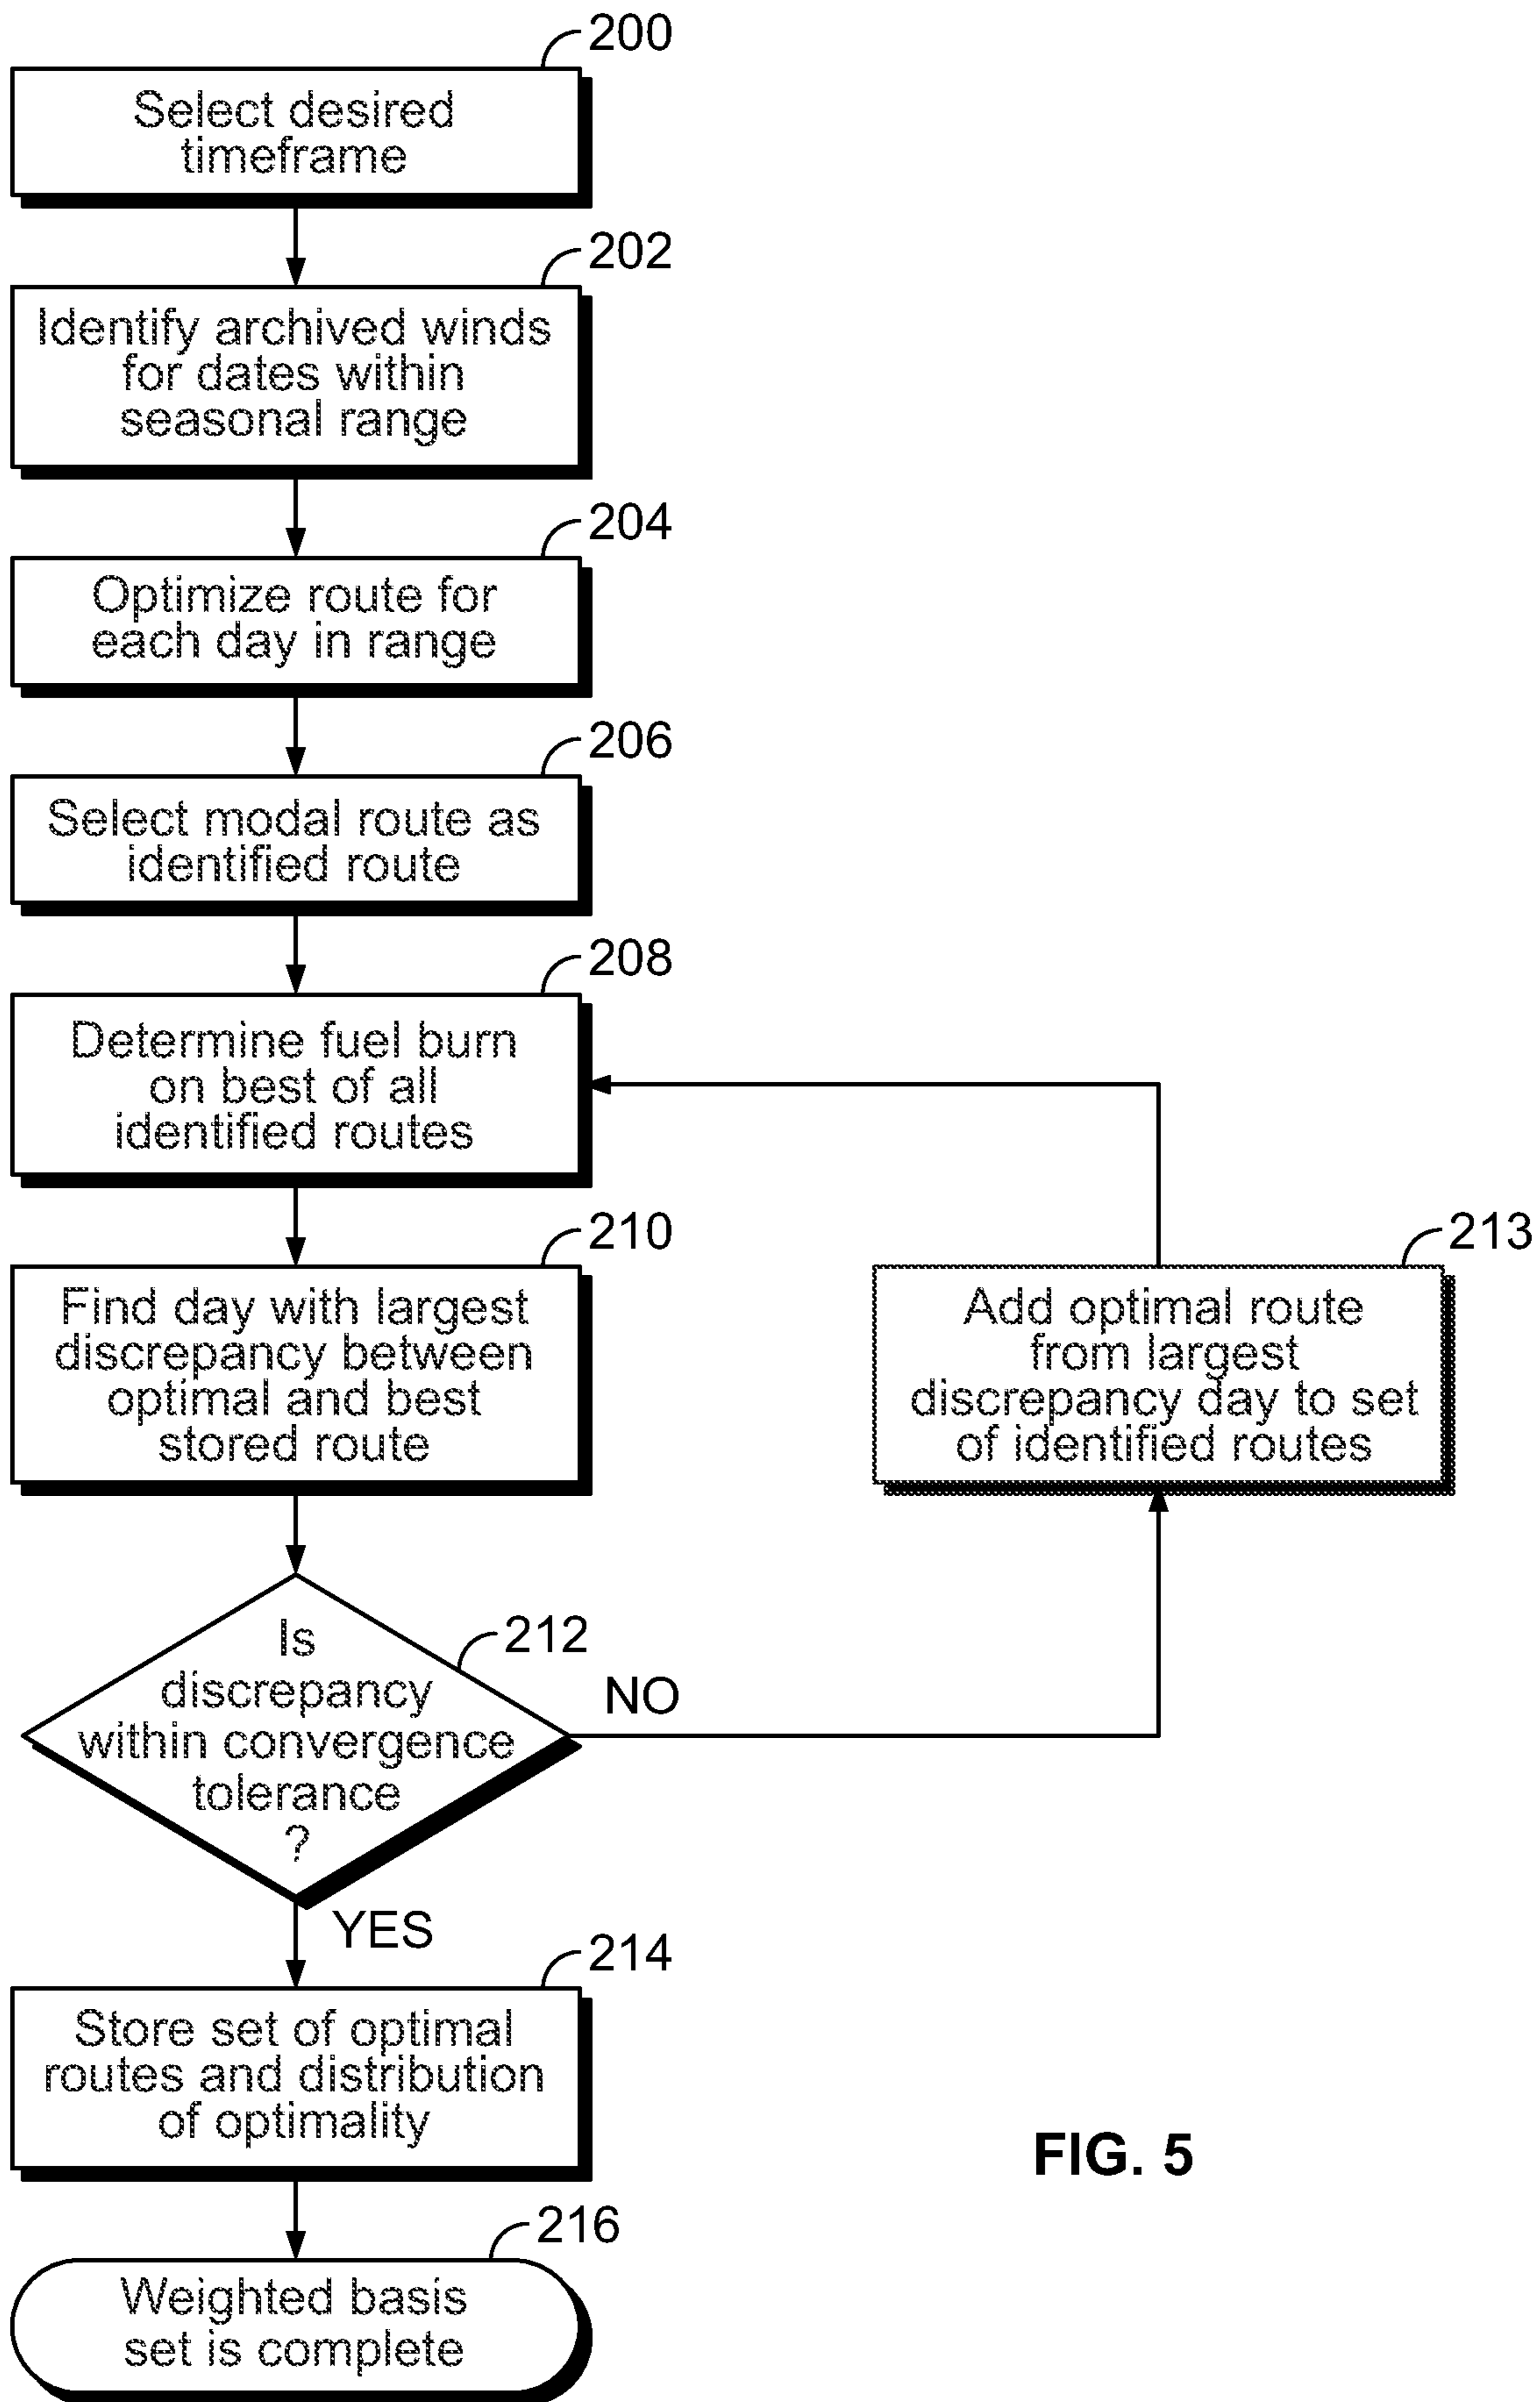 200
Select desired
timeframe
202
Identify archived winds
for dates within
seasonal range
204
Optimize route for
each day in range
206
Select modal route as
identified route
208
Determine fuel burn
on best of all
identified routes
210
Find day with largest
discrepancy between
optimal and best
stored route
213
Add optimal route
from largest
discrepancy day to set
of identified routes
212
Is
discrepancy
within convergence
tolerance
?
NO
YES
214
Store set of optimal
routes and distribution
of optimality
216
Weighted basis
set is complete
FIG. 5